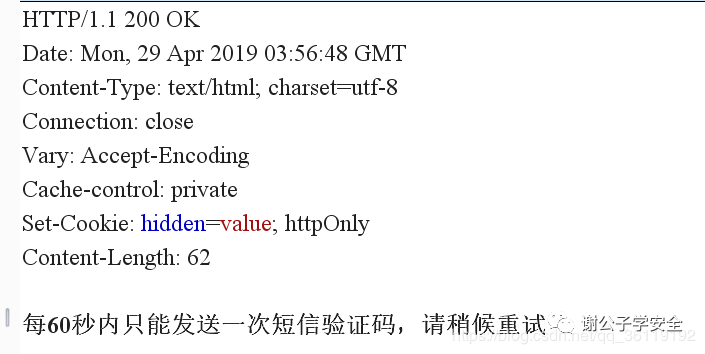 HTTP/1.1 200 OK
Date: Mon, 29 Apr 2019 03:56:48 GMT
Content-Type: text/html; charset=utf-8
Connection: close
Vary: Accept-Encoding
Cache-control: private
Set-Cookie: hidden=value; httpOnly
Content-Length: 62
每60秒内只能发送一次短信验证码，请稍候重试
谢公子学安全
https://blog.csdn.net/qq_36119192